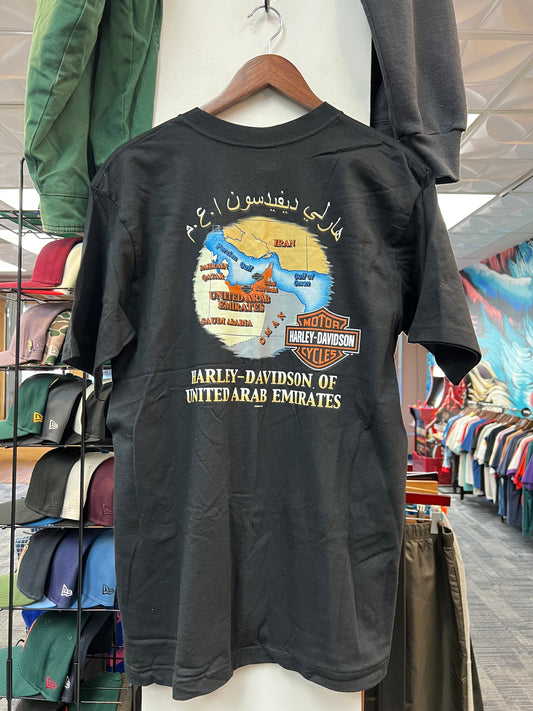 هارلي ديفيدسون ا.ع.م
IRAN
Persian Gulf
BAHRAIN
QATAR
Gulf of
Oman
UNITED ARAB
EMIRATES
SAUDI ARABIA
OMAN
MOTOR
HARLEY-DAVIDSON
CYCLES
HARLEY-DAVIDSON OF
UNITED ARAB EMIRATES